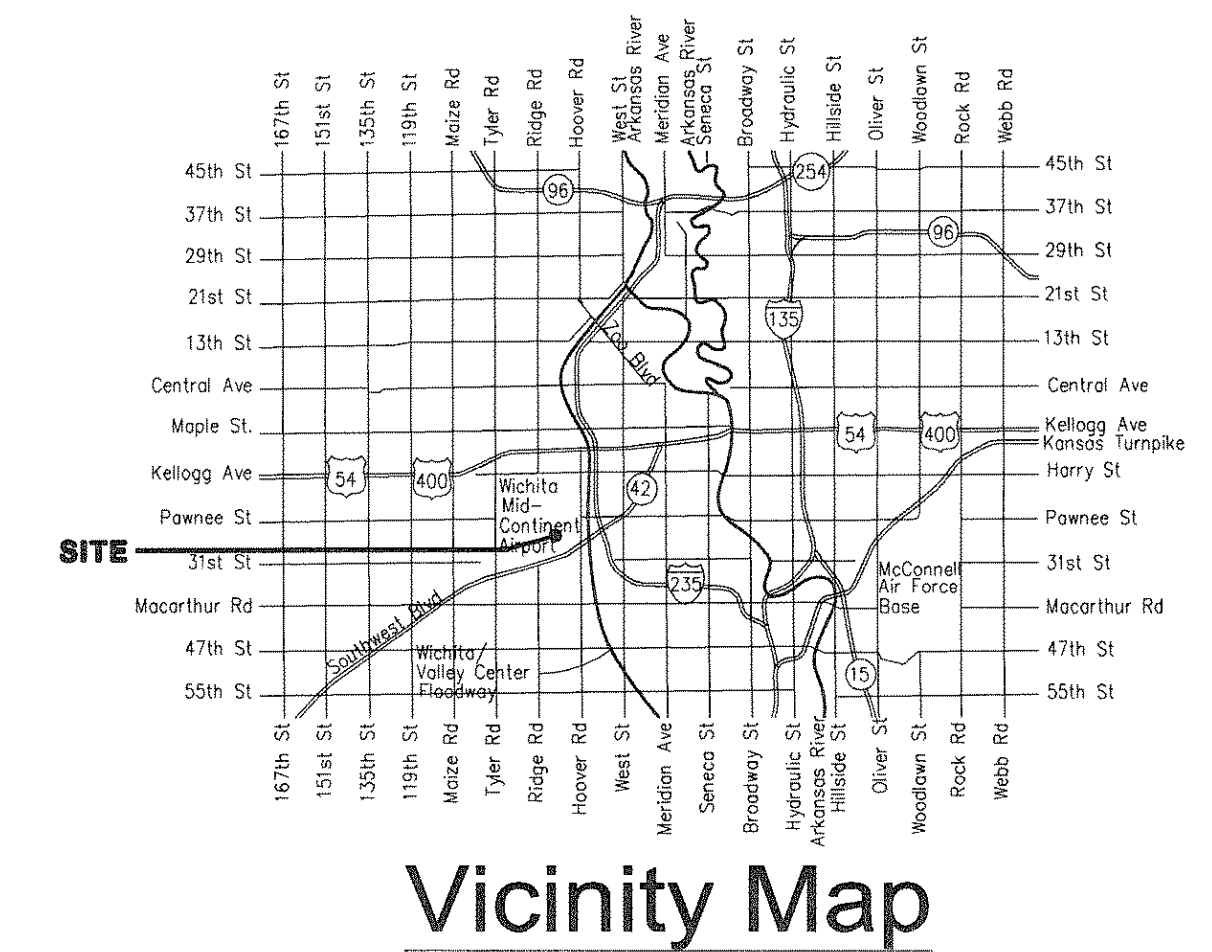 167th St
151st St
135th St
119th St
Maize Rd
Tyler Rd
Ridge Rd
Hoover Rd
West St
Arkansas River
Meridian Ave
Arkansas River
Seneca St
Broadway St
Hydraulic St
Hillside St
Oliver St
Woodlawn St
Rock Rd
Webb Rd
45th St
37th St
29th St
21st St
13th St
Central Ave
Maple St.
Kellogg Ave
Pawnee St
SITE
31st St
Macarthur Rd
47th St
55th St
96
254
96
135
Zoo Blvd
54
400
54
400
42
Wichita
Mid-
Continent
Airport
235
McConnell
Air Force
Base
Southwest Blvd
Wichita/
Valley Center
Floodway
15
45th St
37th St
29th St
21st St
13th St
Central Ave
Kellogg Ave
Kansas Turnpike
Harry St
Pawnee St
31st St
Macarthur Rd
47th St
55th St
167th St
151st St
135th St
119th St
Maize Rd
Tyler Rd
Ridge Rd
Hoover Rd
West St
Meridian Ave
Seneca St
Broadway St
Hydraulic St
Arkansas River
Hillside St
Oliver St
Woodlawn St
Rock Rd
Webb Rd
Vicinity Map